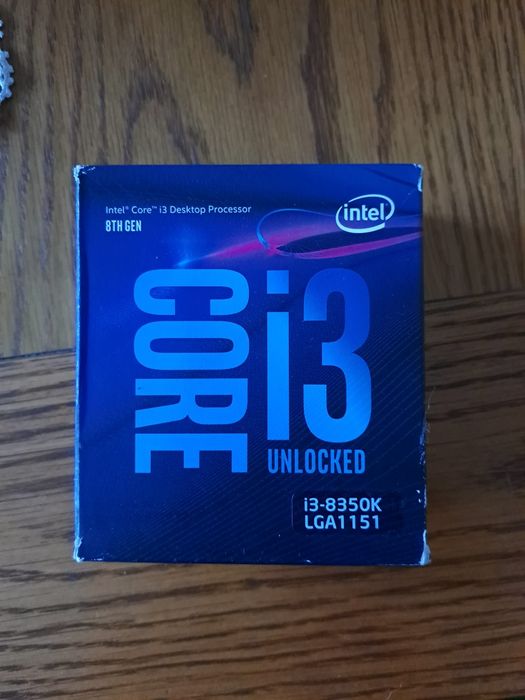 Intel® Core™ i3 Desktop Processor
8TH GEN
intel
CORE
i3
UNLOCKED
i3-8350K
LGA1151